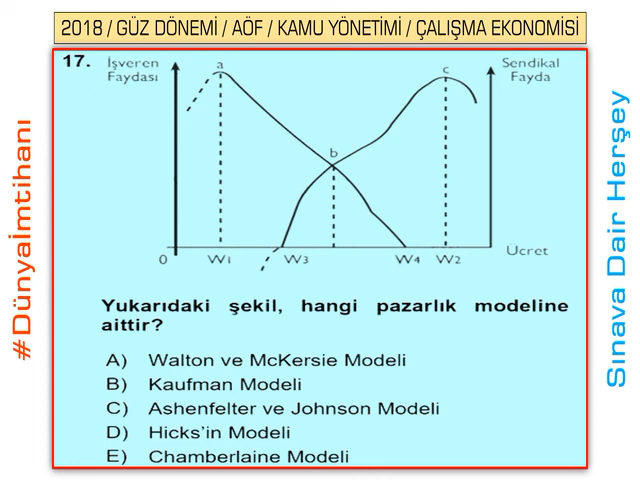 2018 / GÜZ DÖNEMİ / AÖF / KAMU YÖNETİMİ / ÇALIŞMA EKONOMİSİ
#Dünyaİmtihanı
17. İşveren Faydası
Sendikal Fayda
a
c
b
0 W1 W3 W4 W2 Ücret
Yukarıdaki şekil, hangi pazarlık modeline
aittir?
A) Walton ve McKersie Modeli
B) Kaufman Modeli
C) Ashenfelter ve Johnson Modeli
D) Hicks'in Modeli
E) Chamberlaine Modeli
Sınava Dair Herşey